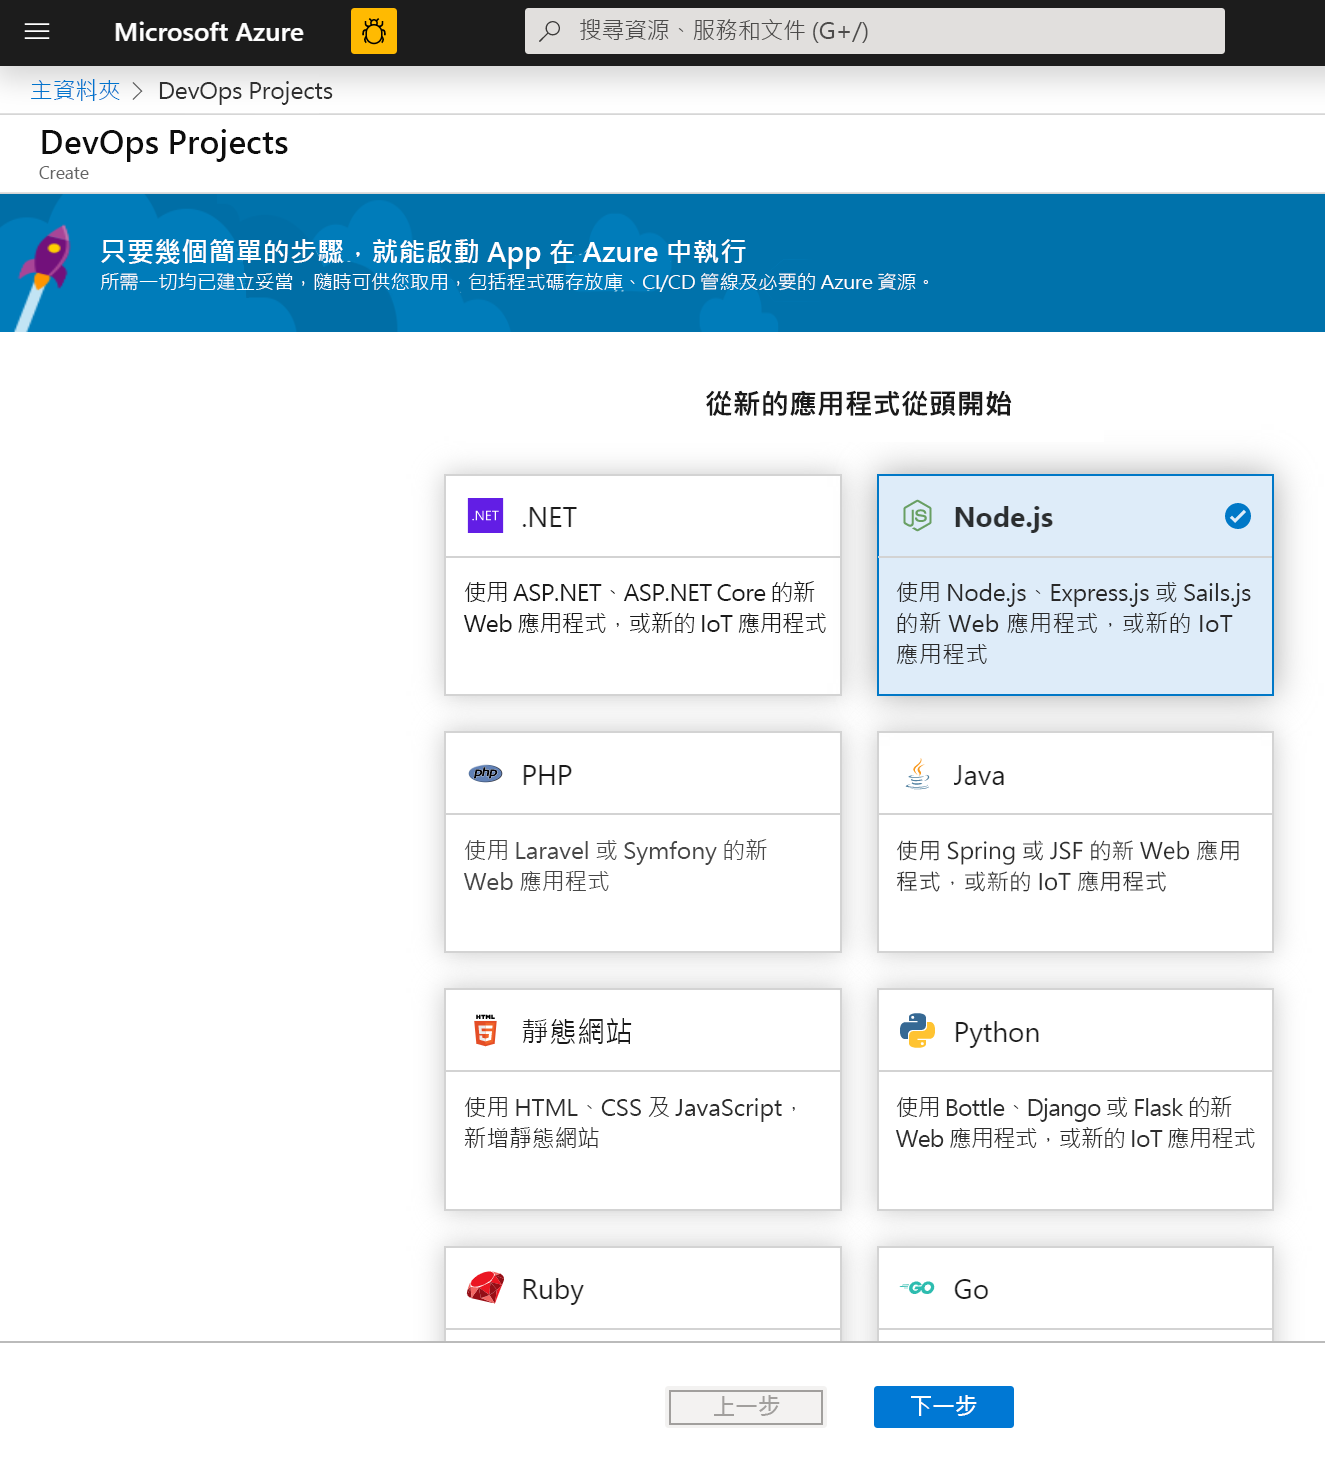 Microsoft Azure
搜尋資源、服務和文件 (G+/)
主資料夾 > DevOps Projects
DevOps Projects
Create
只要幾個簡單的步驟，就能啟動 App 在 Azure 中執行
所需一切均已建立妥當，隨時可供您取用，包括程式碼存放庫、CI/CD 管線及必要的 Azure 資源。
從新的應用程式從頭開始
.NET
.NET
使用 ASP.NET、ASP.NET Core 的新
Web 應用程式，或新的 IoT 應用程式
JS
Node.js
使用 Node.js、Express.js 或 Sails.js
的新 Web 應用程式，或新的 IoT
應用程式
php
PHP
使用 Laravel 或 Symfony 的新
Web 應用程式
Java
使用 Spring 或 JSF 的新 Web 應用
程式，或新的 IoT 應用程式
HTML
5
靜態網站
使用 HTML、CSS 及 JavaScript，
新增靜態網站
Python
使用 Bottle、Django 或 Flask 的新
Web 應用程式，或新的 IoT 應用程式
Ruby
GO
Go
上一步
下一步